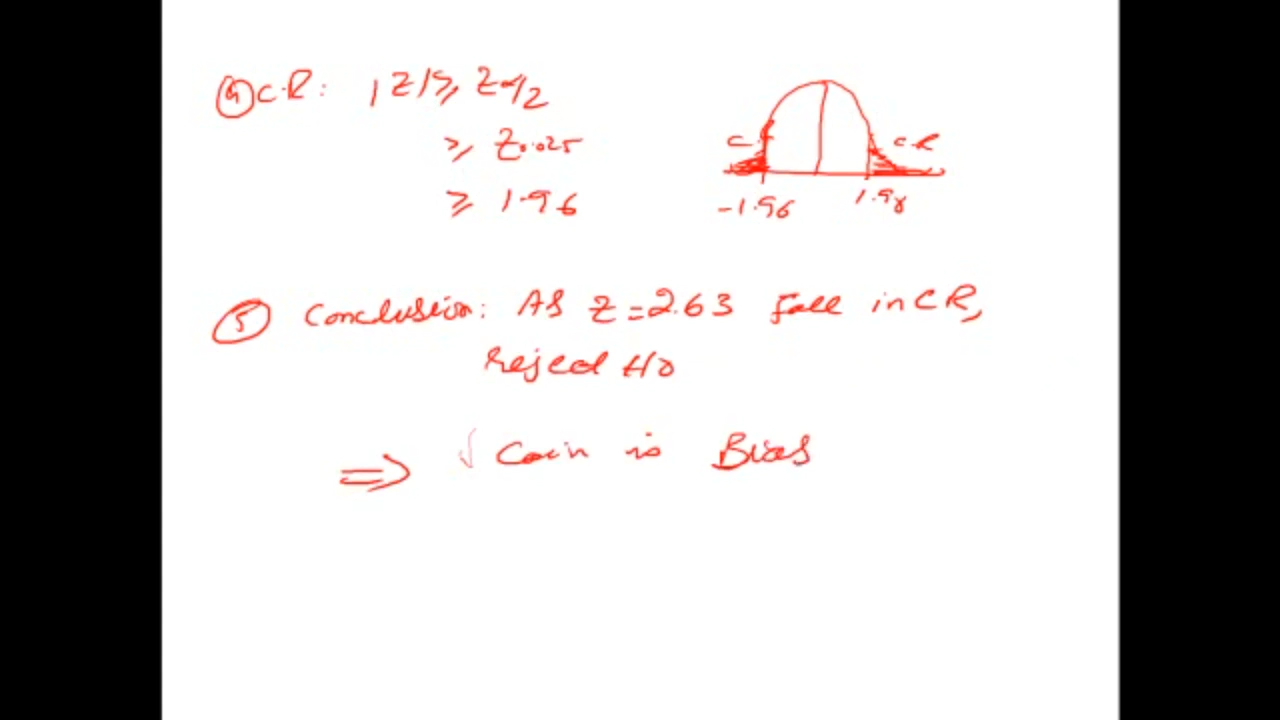 ④ C.R: |Z| ⩾ Zα/2
⩾ Z0.025
⩾ 1.96
C.R C.R
-1.96 1.96
⑤ Conclusion: As Z = 2.63 fall in CR,
Reject H0
⇒ √ Coin is Bias